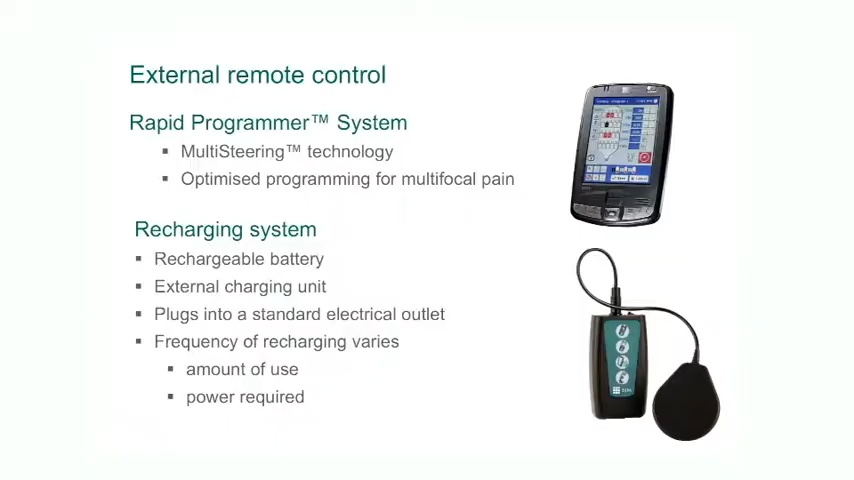 External remote control
Rapid Programmer™ System
▪ MultiSteering™ technology
▪ Optimised programming for multifocal pain
Recharging system
▪ Rechargeable battery
▪ External charging unit
▪ Plugs into a standard electrical outlet
▪ Frequency of recharging varies
▪ amount of use
▪ power required